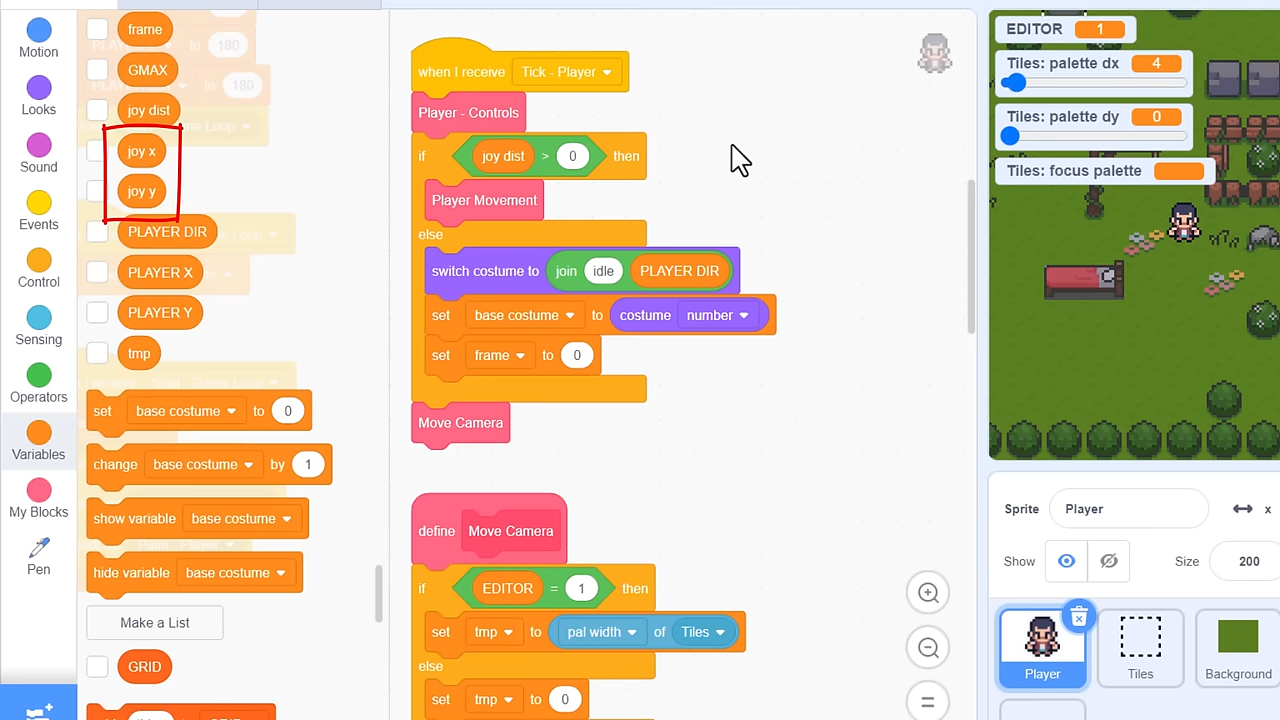 Motion
Looks
Sound
Events
Control
Sensing
Operators
Variables
My Blocks
Pen
frame
GMAX
joy dist
joy x
joy y
PLAYER DIR
PLAYER X
PLAYER Y
tmp
set base costume to 0
change base costume by 1
show variable base costume
hide variable base costume
Make a List
GRID
when I receive Tick - Player
Player - Controls
if joy dist > 0 then
Player Movement
else
switch costume to join idle PLAYER DIR
set base costume to costume number
set frame to 0
Move Camera
define Move Camera
if EDITOR = 1 then
set tmp to pal width of Tiles
else
set tmp to 0
EDITOR 1
Tiles: palette dx 4
Tiles: palette dy 0
Tiles: focus palette
Sprite Player x
Show Size 200
Player
Tiles
Background